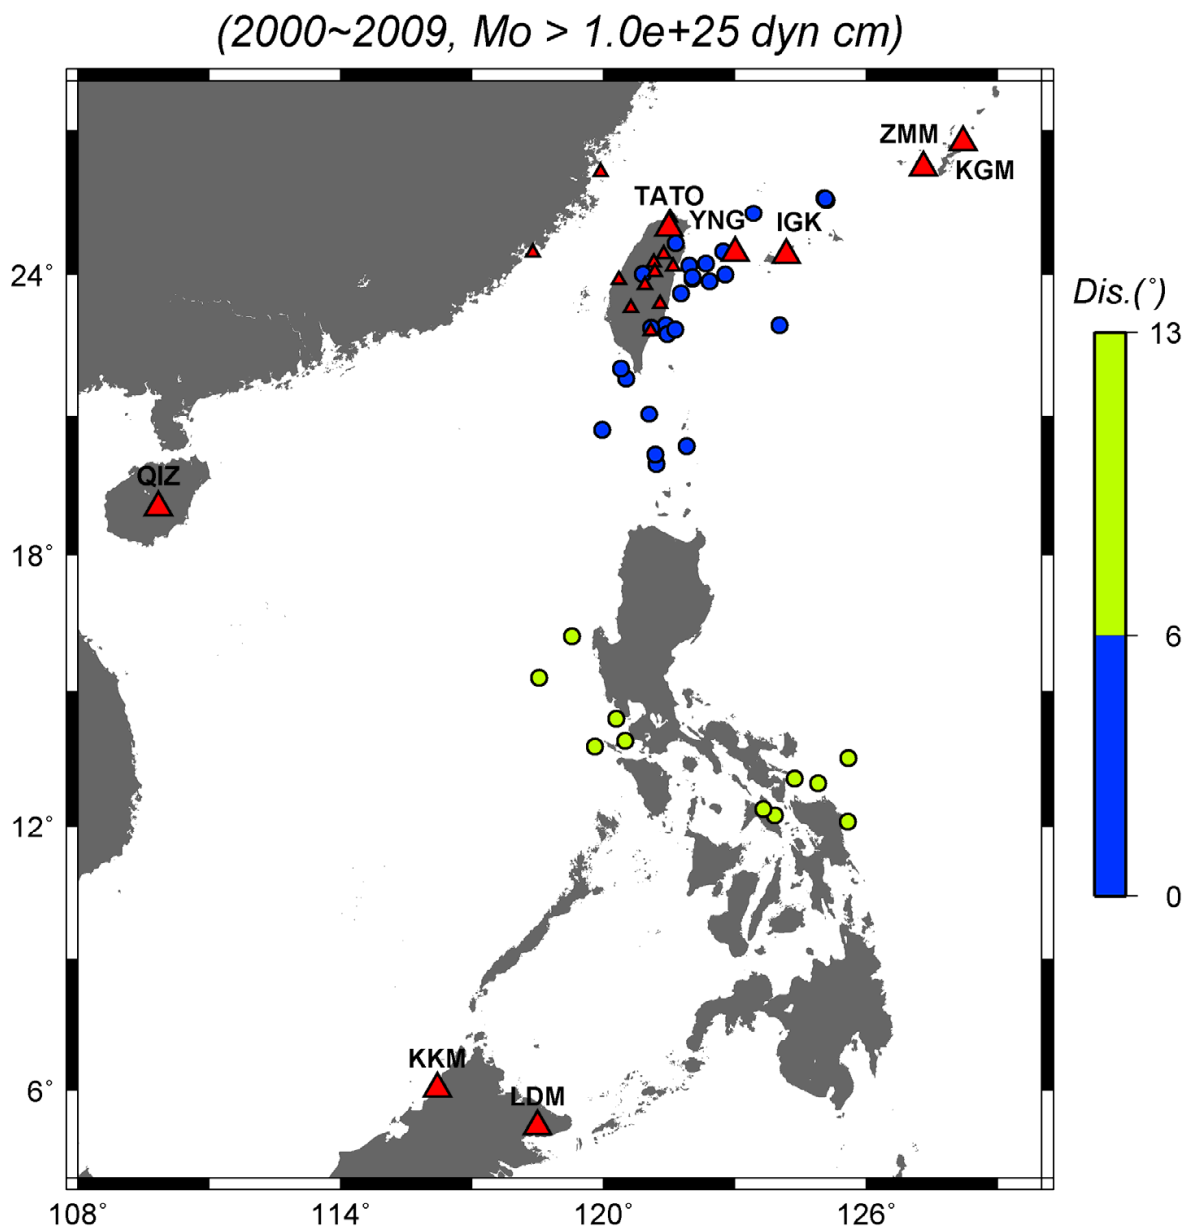 (2000~2009, Mo > 1.0e+25 dyn cm)
ZMM
KGM
TATO
YNG
IGK
24°
Dis.(°)
13
QIZ
18°
6
12°
0
KKM
LDM
6°
108°
114°
120°
126°